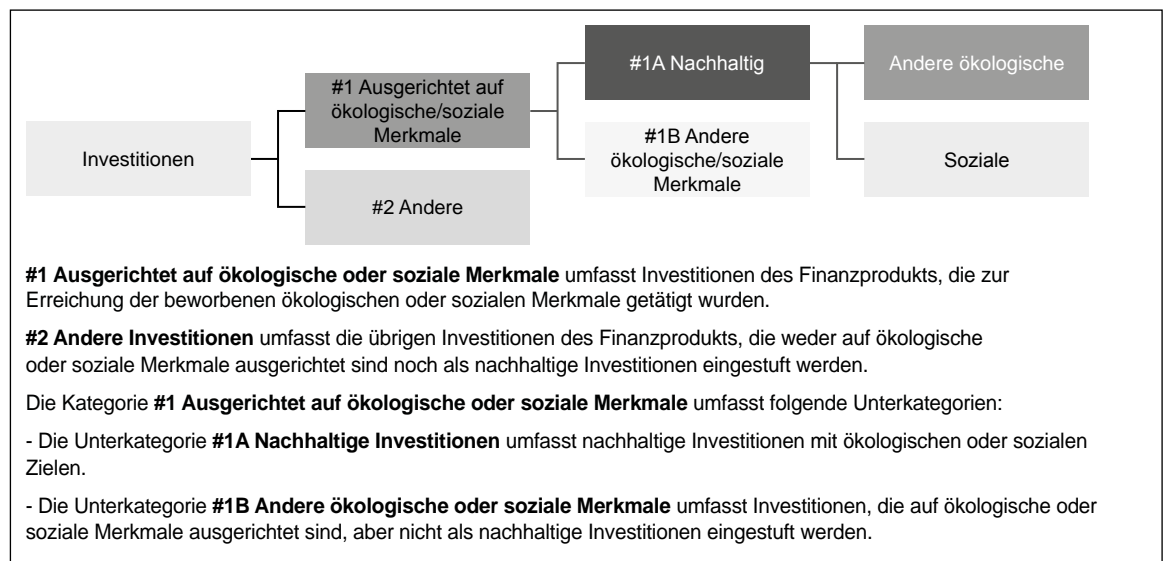 Investitionen
#1 Ausgerichtet auf
ökologische/soziale
Merkmale
#2 Andere
#1A Nachhaltig
#1B Andere
ökologische/soziale
Merkmale
Andere ökologische
Soziale
#1 Ausgerichtet auf ökologische oder soziale Merkmale umfasst Investitionen des Finanzprodukts, die zur
Erreichung der beworbenen ökologischen oder sozialen Merkmale getätigt wurden.
#2 Andere Investitionen umfasst die übrigen Investitionen des Finanzprodukts, die weder auf ökologische
oder soziale Merkmale ausgerichtet sind noch als nachhaltige Investitionen eingestuft werden.
Die Kategorie #1 Ausgerichtet auf ökologische oder soziale Merkmale umfasst folgende Unterkategorien:
- Die Unterkategorie #1A Nachhaltige Investitionen umfasst nachhaltige Investitionen mit ökologischen oder sozialen
Zielen.
- Die Unterkategorie #1B Andere ökologische oder soziale Merkmale umfasst Investitionen, die auf ökologische oder
soziale Merkmale ausgerichtet sind, aber nicht als nachhaltige Investitionen eingestuft werden.